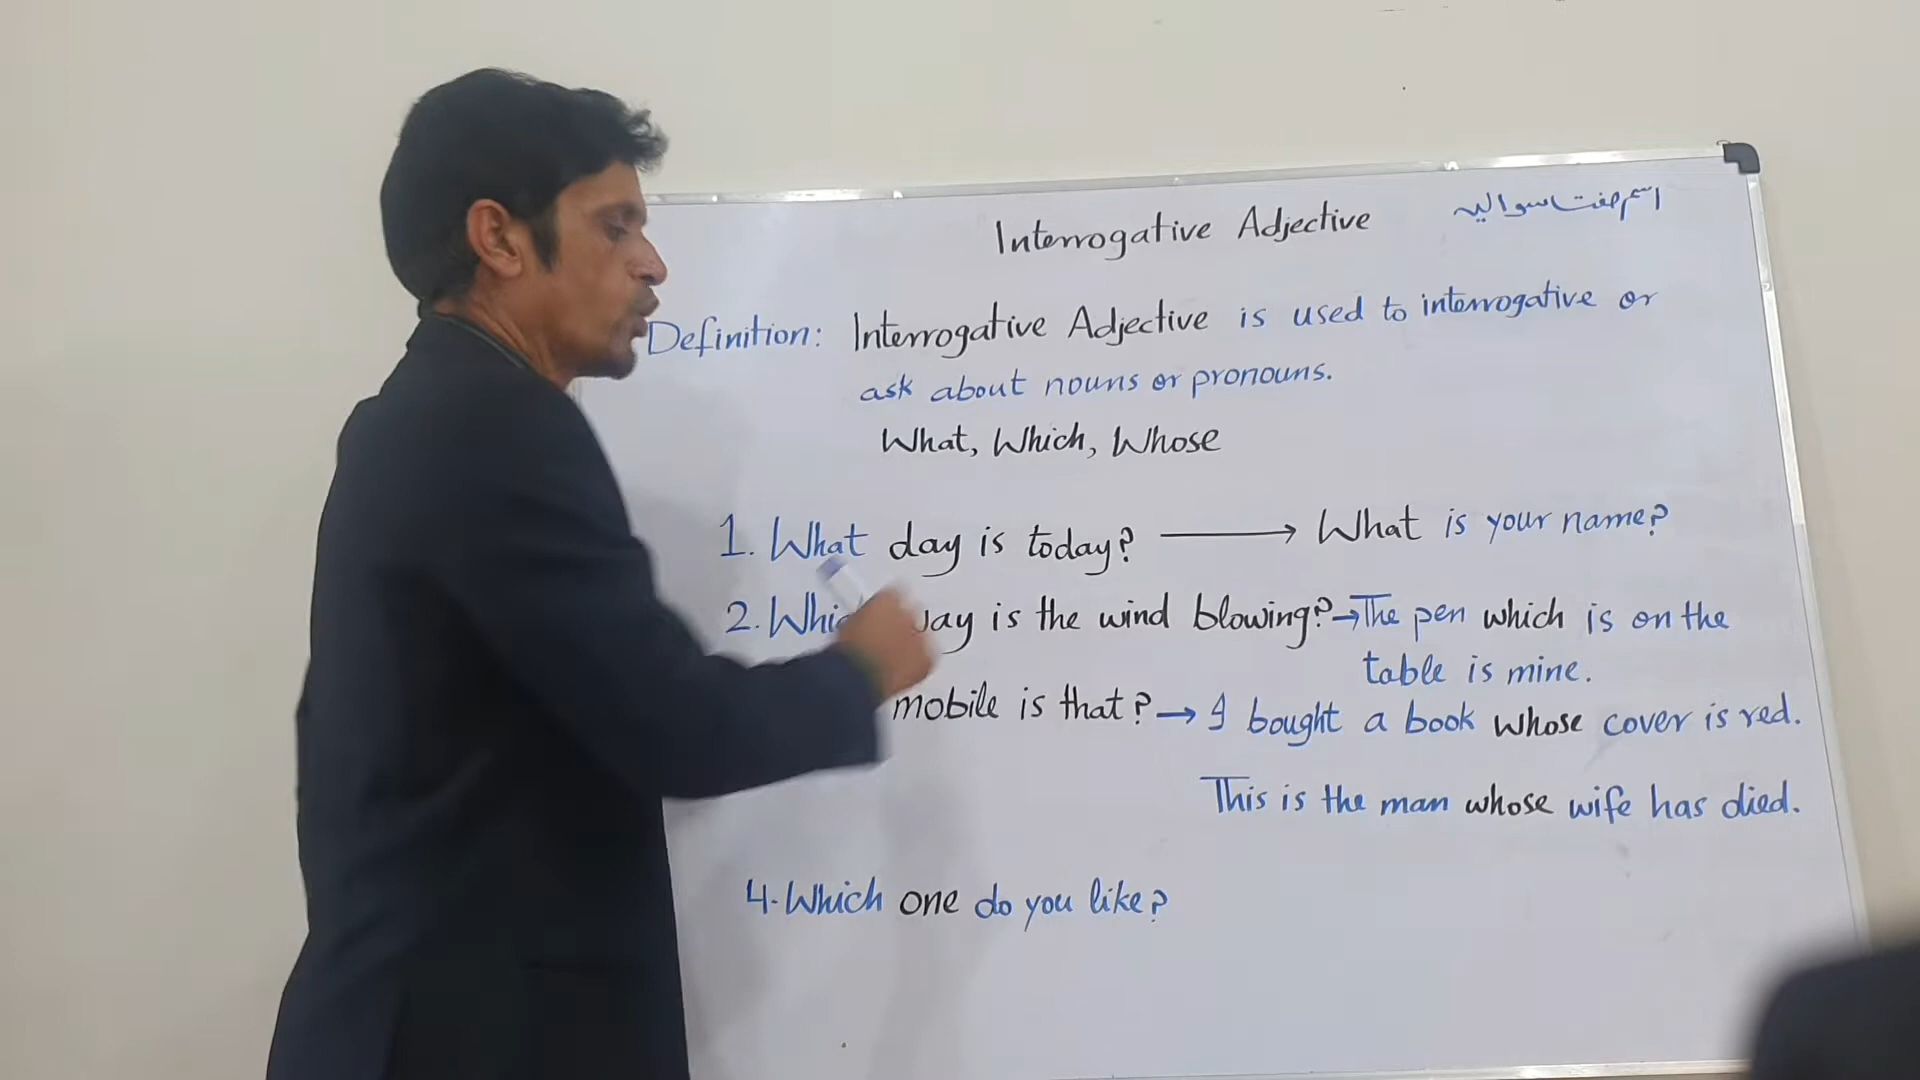 Interrogative Adjective اسم صفت سوالیه
Definition: Interrogative Adjective is used to interrogative or
ask about nouns or pronouns.
What, Which, Whose
1. What day is today? → What is your name?
2. is the wind blowing? → The pen which is on the
table is mine.
mobile is that? → I bought a book whose cover is red.
This is the man whose wife has died.
4. Which one do you like?